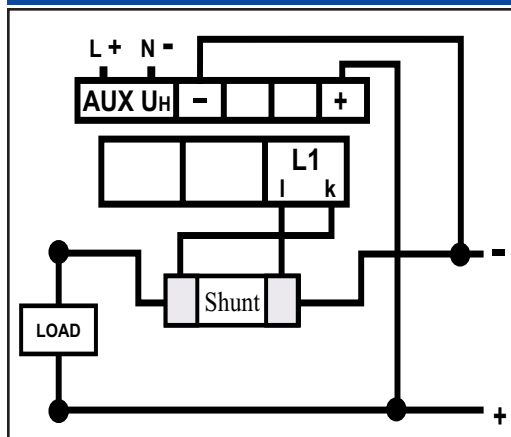 L + N -
AUX UH - +
L1
l k
-
Shunt
LOAD
+